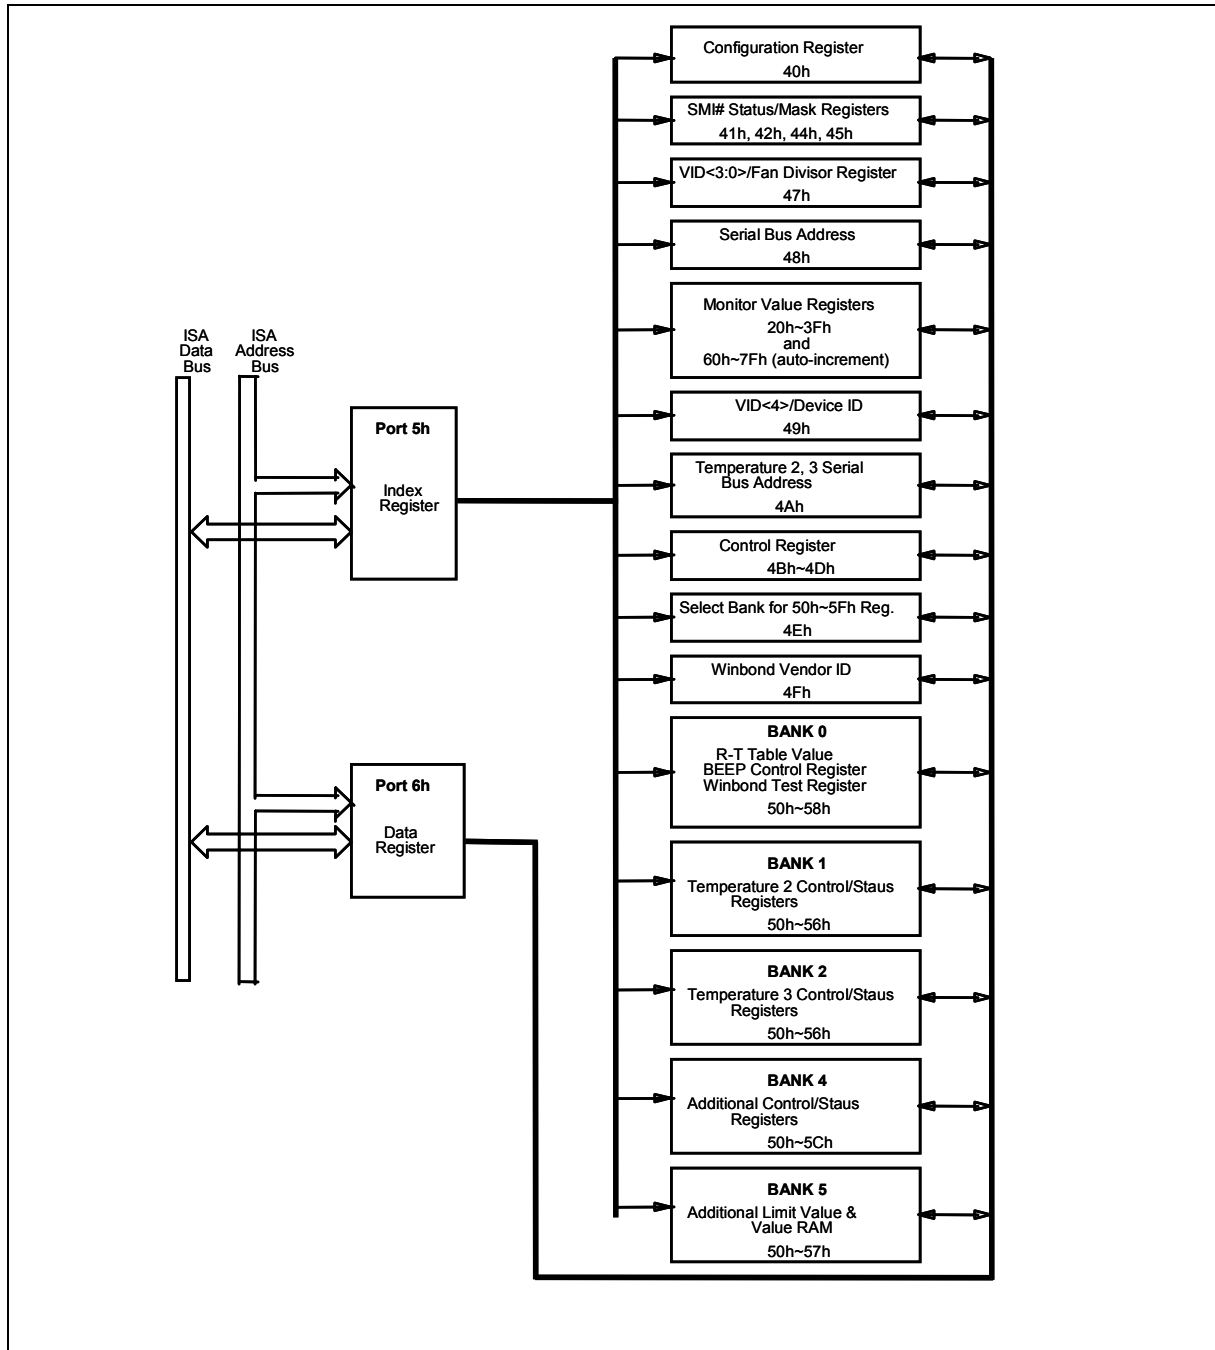 ISA
Data
Bus
ISA
Address
Bus
Port 5h
Index
Register
Port 6h
Data
Register
Configuration Register
40h
SMI# Status/Mask Registers
41h, 42h, 44h, 45h
VID<3:0>/Fan Divisor Register
47h
Serial Bus Address
48h
Monitor Value Registers
20h~3Fh
and
60h~7Fh (auto-increment)
VID<4>/Device ID
49h
Temperature 2, 3 Serial
Bus Address
4Ah
Control Register
4Bh~4Dh
Select Bank for 50h~5Fh Reg.
4Eh
Winbond Vendor ID
4Fh
BANK 0
R-T Table Value
BEEP Control Register
Winbond Test Register
50h~58h
BANK 1
Temperature 2 Control/Staus
Registers
50h~56h
BANK 2
Temperature 3 Control/Staus
Registers
50h~56h
BANK 4
Additional Control/Staus
Registers
50h~5Ch
BANK 5
Additional Limit Value &
Value RAM
50h~57h